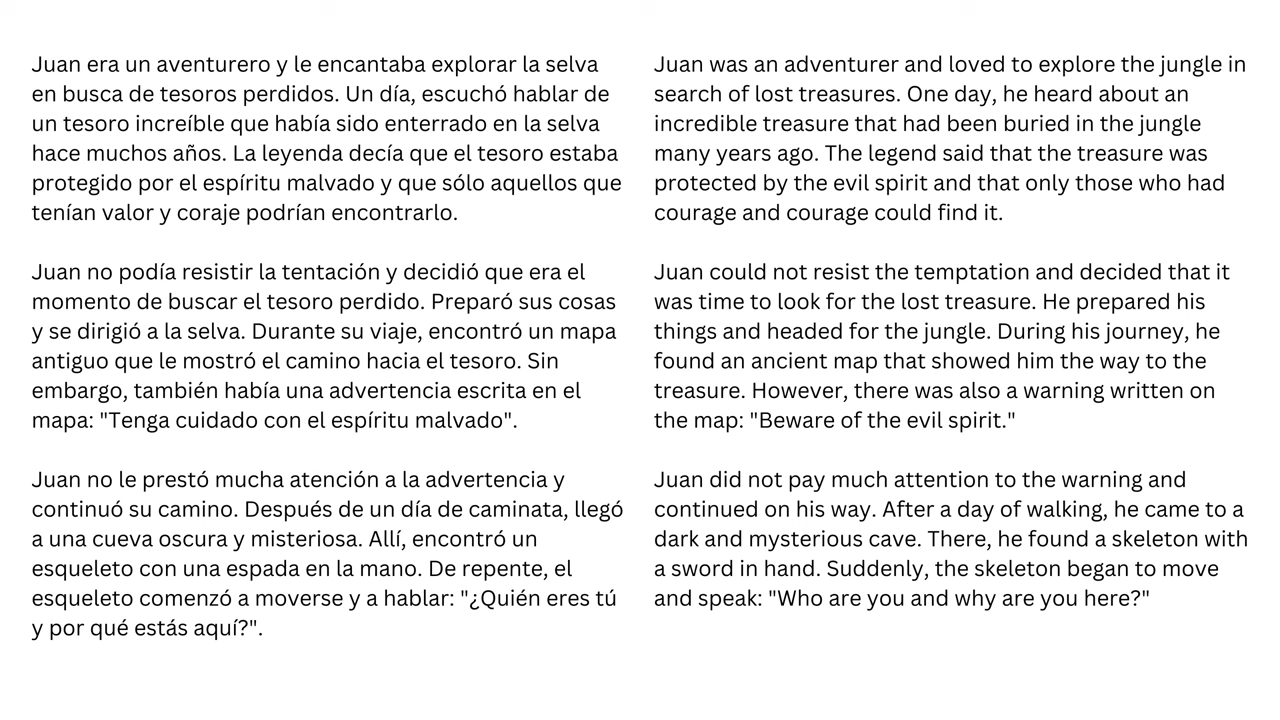 Juan era un aventurero y le encantaba explorar la selva
en busca de tesoros perdidos. Un día, escuchó hablar de
un tesoro increíble que había sido enterrado en la selva
hace muchos años. La leyenda decía que el tesoro estaba
protegido por el espíritu malvado y que sólo aquellos que
tenían valor y coraje podrían encontrarlo.

Juan no podía resistir la tentación y decidió que era el
momento de buscar el tesoro perdido. Preparó sus cosas
y se dirigió a la selva. Durante su viaje, encontró un mapa
antiguo que le mostró el camino hacia el tesoro. Sin
embargo, también había una advertencia escrita en el
mapa: "Tenga cuidado con el espíritu malvado".

Juan no le prestó mucha atención a la advertencia y
continuó su camino. Después de un día de caminata, llegó
a una cueva oscura y misteriosa. Allí, encontró un
esqueleto con una espada en la mano. De repente, el
esqueleto comenzó a moverse y a hablar: "¿Quién eres tú
y por qué estás aquí?".

Juan was an adventurer and loved to explore the jungle in
search of lost treasures. One day, he heard about an
incredible treasure that had been buried in the jungle
many years ago. The legend said that the treasure was
protected by the evil spirit and that only those who had
courage and courage could find it.

Juan could not resist the temptation and decided that it
was time to look for the lost treasure. He prepared his
things and headed for the jungle. During his journey, he
found an ancient map that showed him the way to the
treasure. However, there was also a warning written on
the map: "Beware of the evil spirit."

Juan did not pay much attention to the warning and
continued on his way. After a day of walking, he came to a
dark and mysterious cave. There, he found a skeleton with
a sword in hand. Suddenly, the skeleton began to move
and speak: "Who are you and why are you here?"